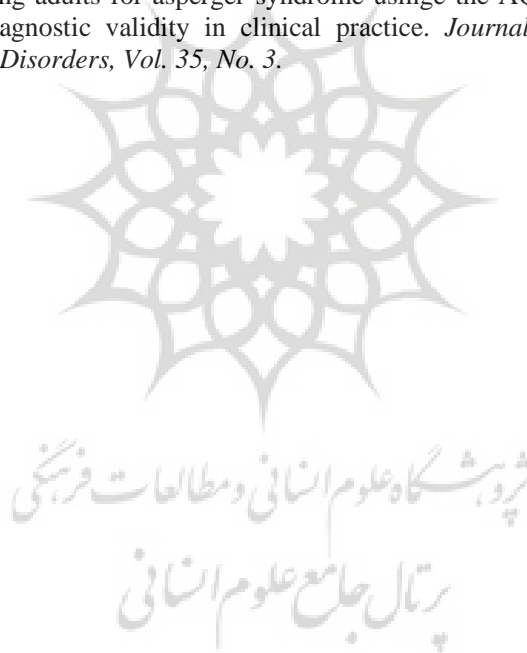 ng adults for asperger syndrome usinge the AQ
agnostic validity in clinical practice. Journal
Disorders, Vol. 35, No. 3.
پژوهشگاه علوم انسانی و مطالعات فرهنگی
پرتال جامع علوم انسانی